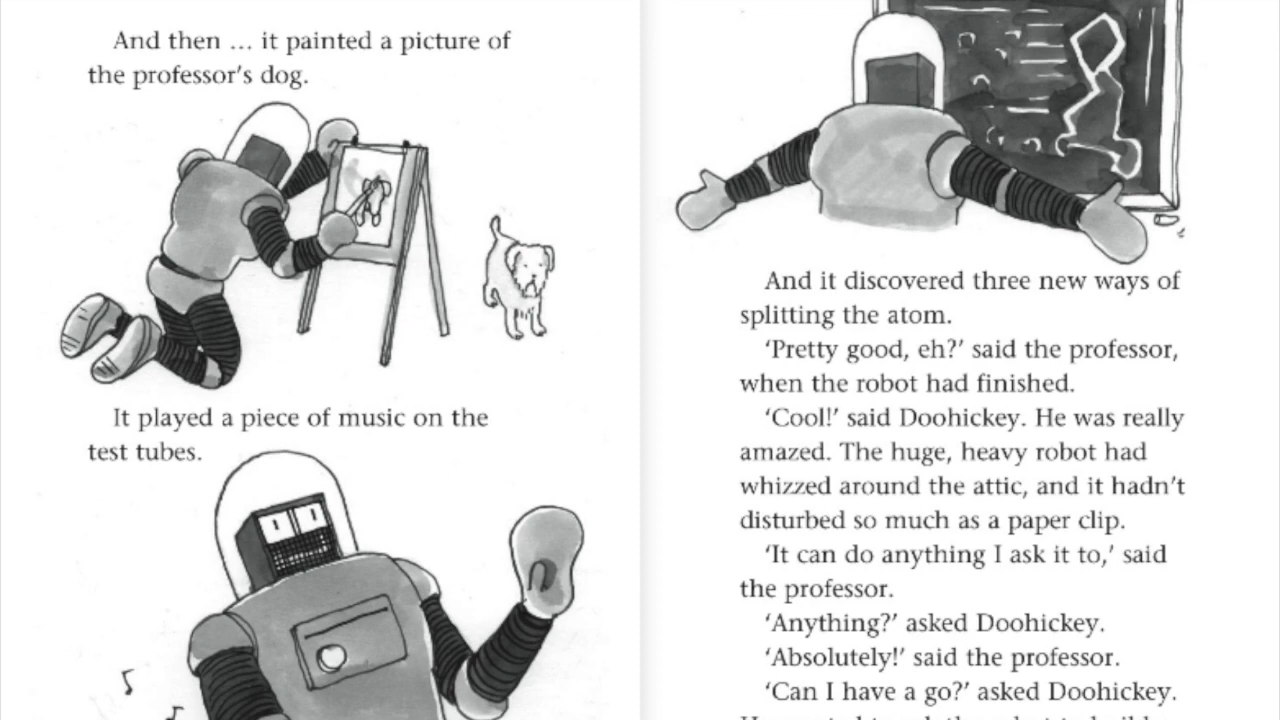 And then ... it painted a picture of
the professor's dog.
It played a piece of music on the
test tubes.
And it discovered three new ways of
splitting the atom.
‘Pretty good, eh?’ said the professor,
when the robot had finished.
‘Cool!’ said Doohickey. He was really
amazed. The huge, heavy robot had
whizzed around the attic, and it hadn't
disturbed so much as a paper clip.
‘It can do anything I ask it to,’ said
the professor.
‘Anything?’ asked Doohickey.
‘Absolutely!’ said the professor.
‘Can I have a go?’ asked Doohickey.